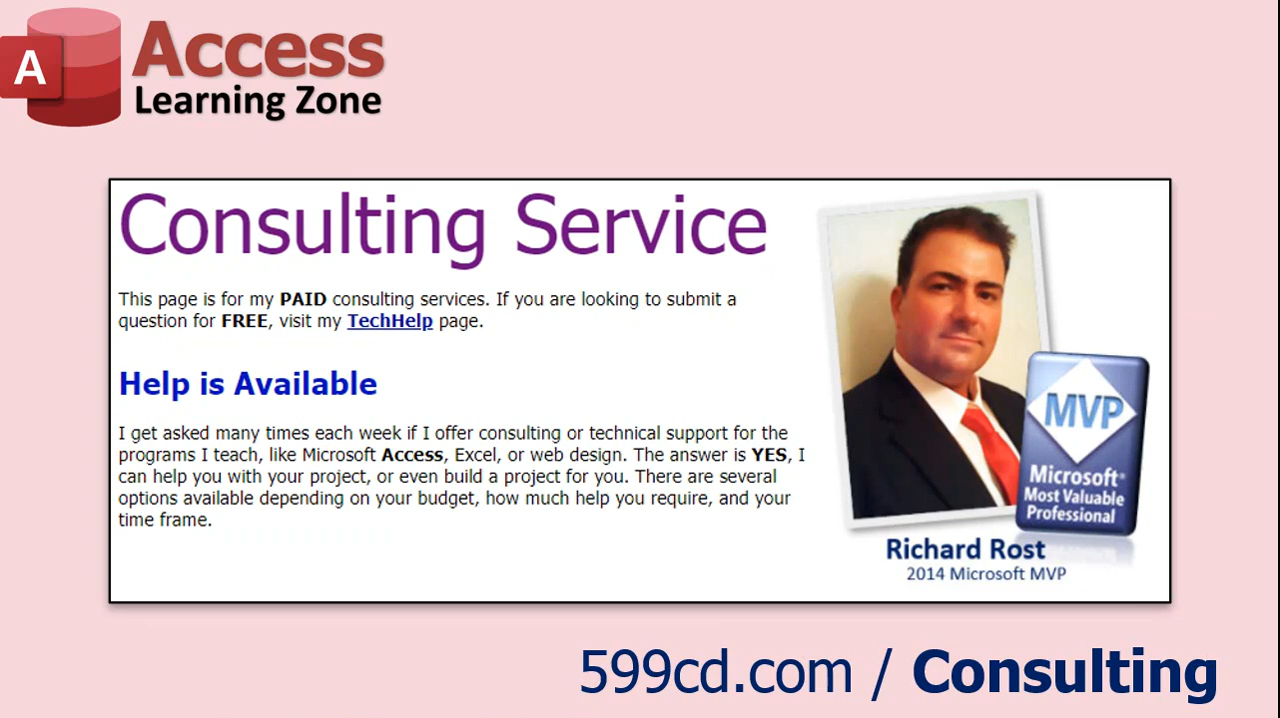 A
Access
Learning Zone
Consulting Service
This page is for my PAID consulting services. If you are looking to submit a
question for FREE, visit my TechHelp page.
Help is Available
I get asked many times each week if I offer consulting or technical support for the
programs I teach, like Microsoft Access, Excel, or web design. The answer is YES, I
can help you with your project, or even build a project for you. There are several
options available depending on your budget, how much help you require, and your
time frame.
MVP
Microsoft®
Most Valuable
Professional
Richard Rost
2014 Microsoft MVP
599cd.com / Consulting